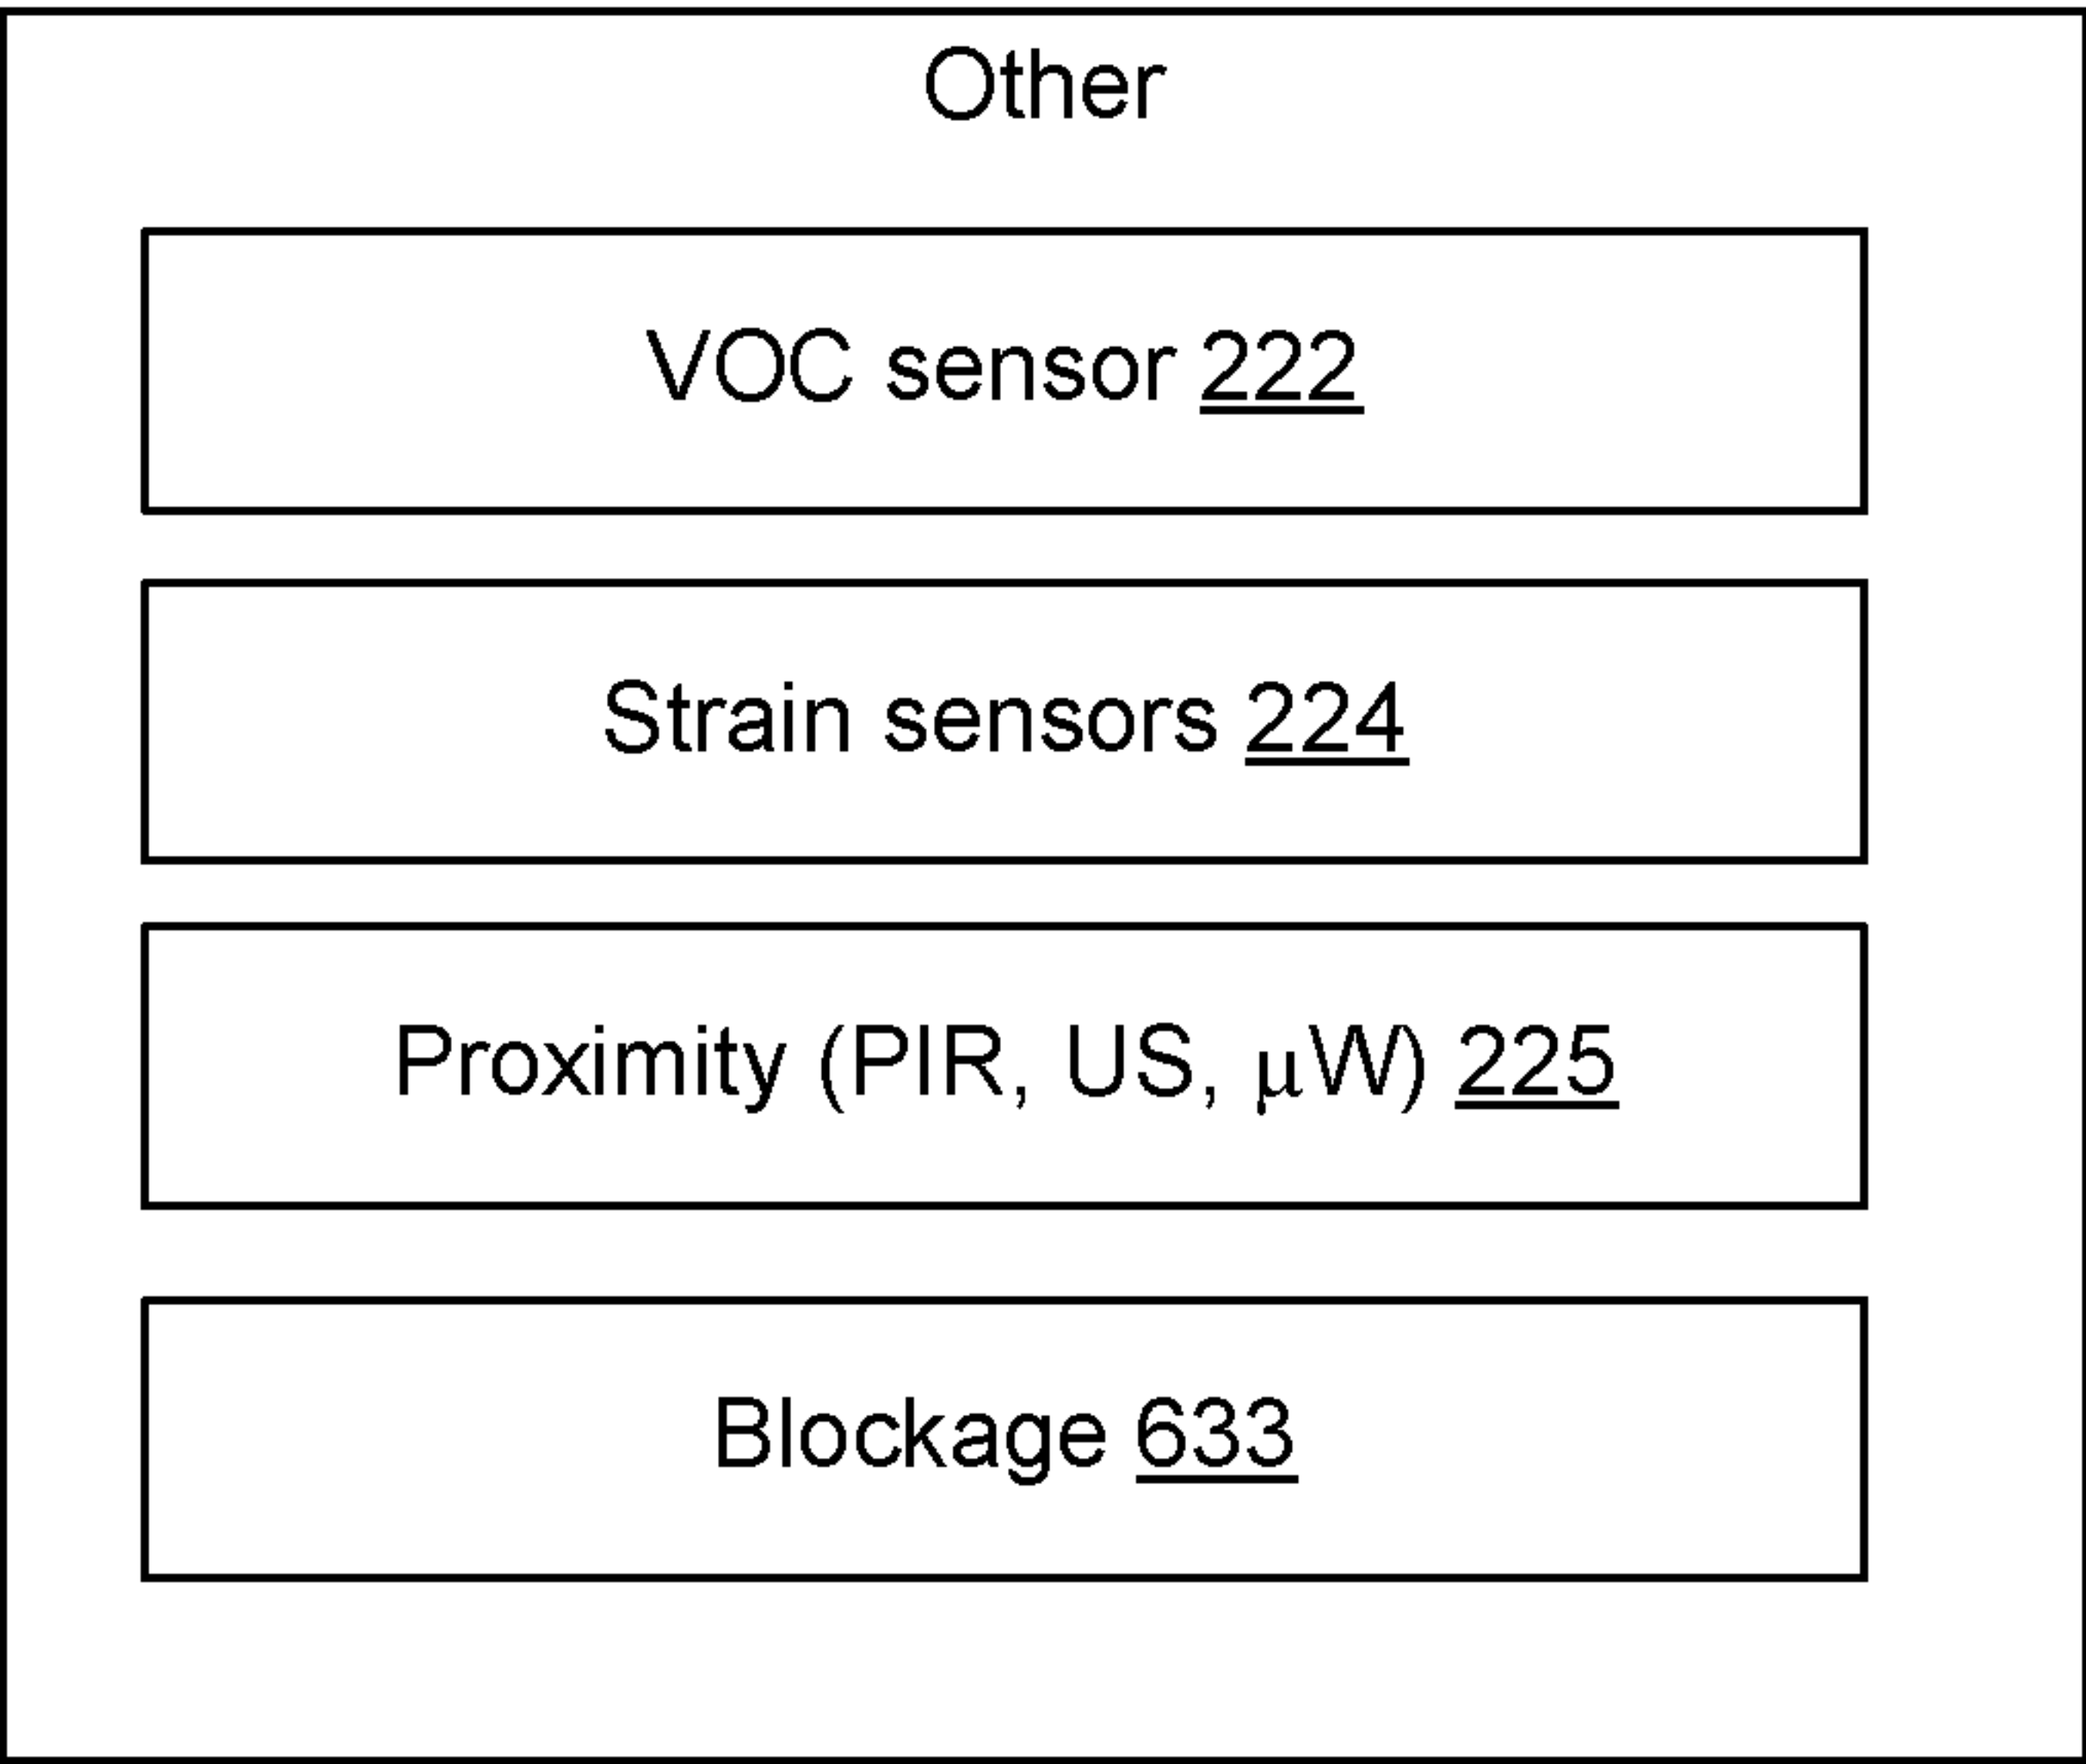 Other
VOC sensor 222
Strain sensors 224
Proximity (PIR, US, μW) 225
Blockage 633